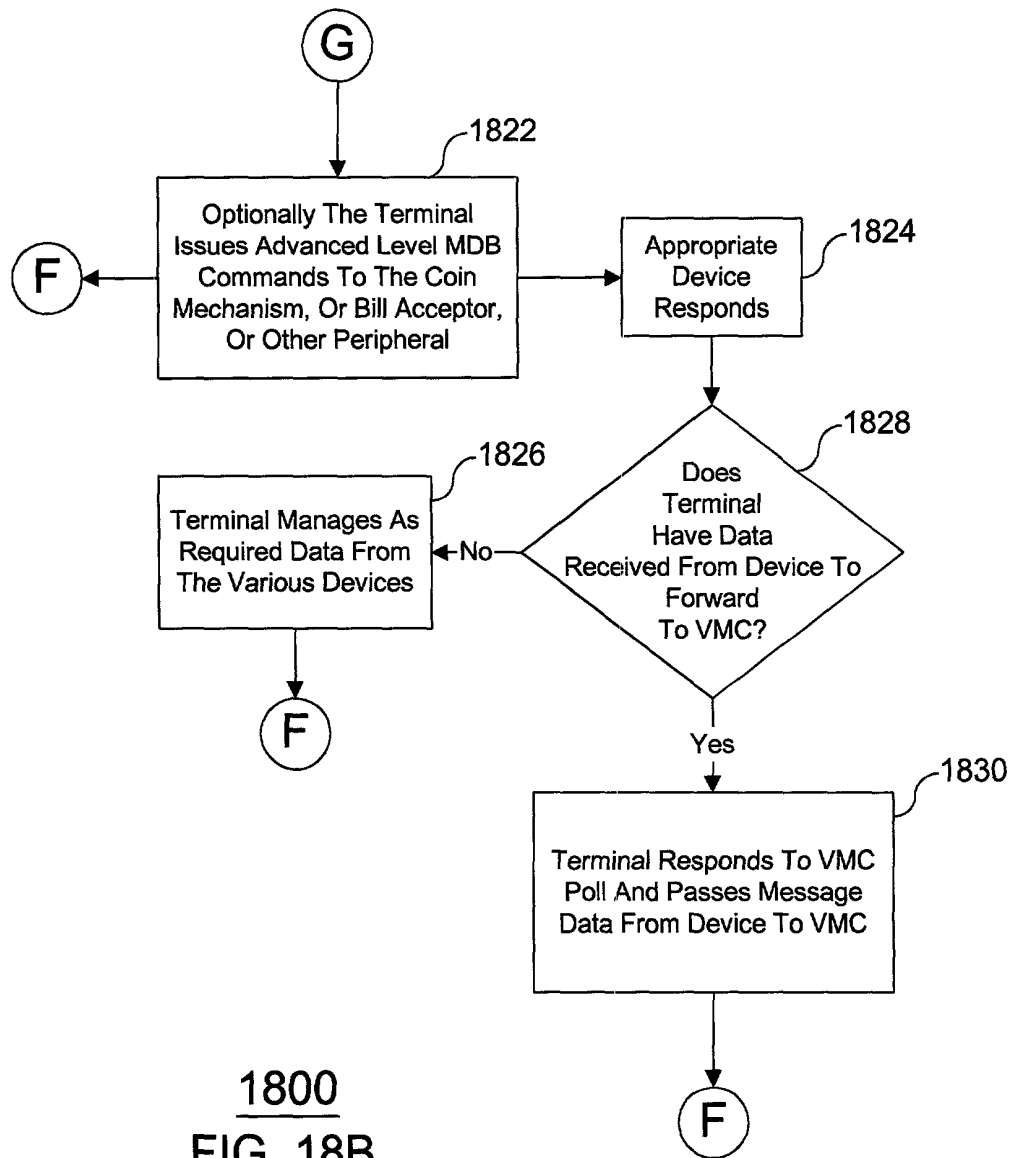 G
1822
Optionally The Terminal
Issues Advanced Level MDB
Commands To The Coin
Mechanism, Or Bill Acceptor,
Or Other Peripheral
F
1824
Appropriate
Device
Responds
1828
Does
Terminal
Have Data
Received From Device To
Forward
To VMC?
No
1826
Terminal Manages As
Required Data From
The Various Devices
F
Yes
1830
Terminal Responds To VMC
Poll And Passes Message
Data From Device To VMC
F
1800
FIG. 18B